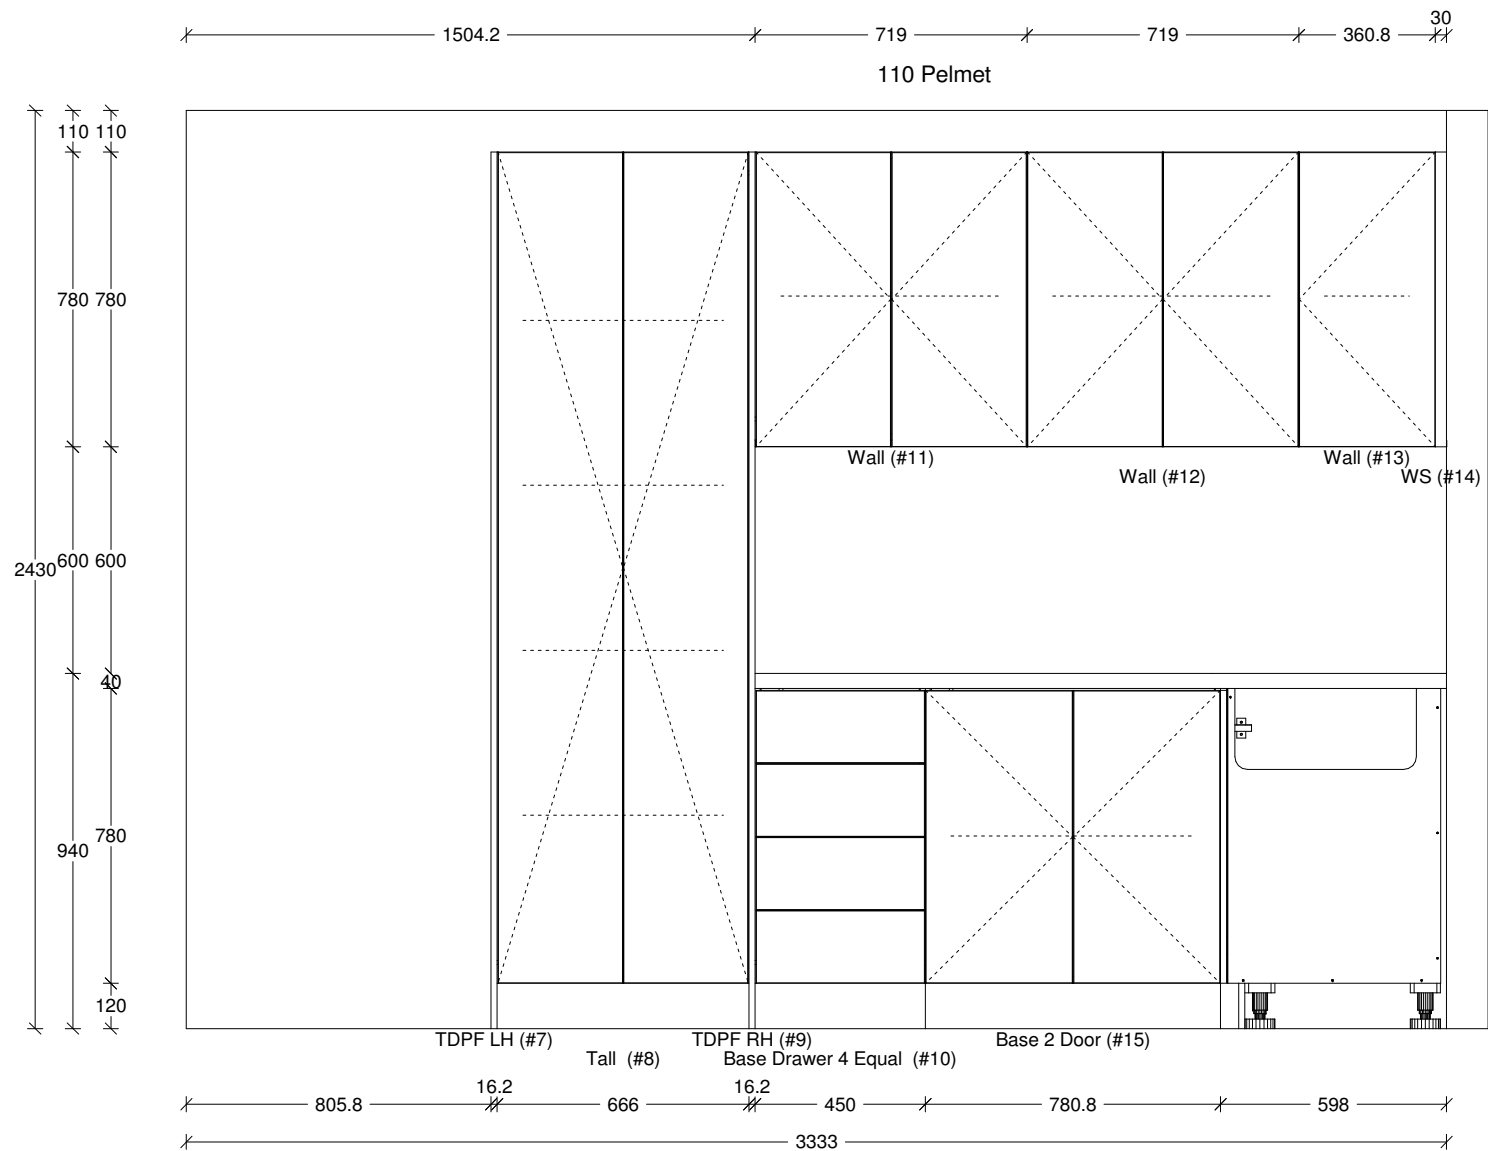 30
1504.2
719
719
360.8
110 Pelmet
110
110
780
780
Wall (#11)
Wall (#13)
Wall (#12)
WS (#14)
600
600
2430
40
780
940
120
TDPF LH (#7)
TDPF RH (#9)
Base 2 Door (#15)
Tall (#8)
Base Drawer 4 Equal (#10)
16.2
16.2
805.8
666
450
780.8
598
3333